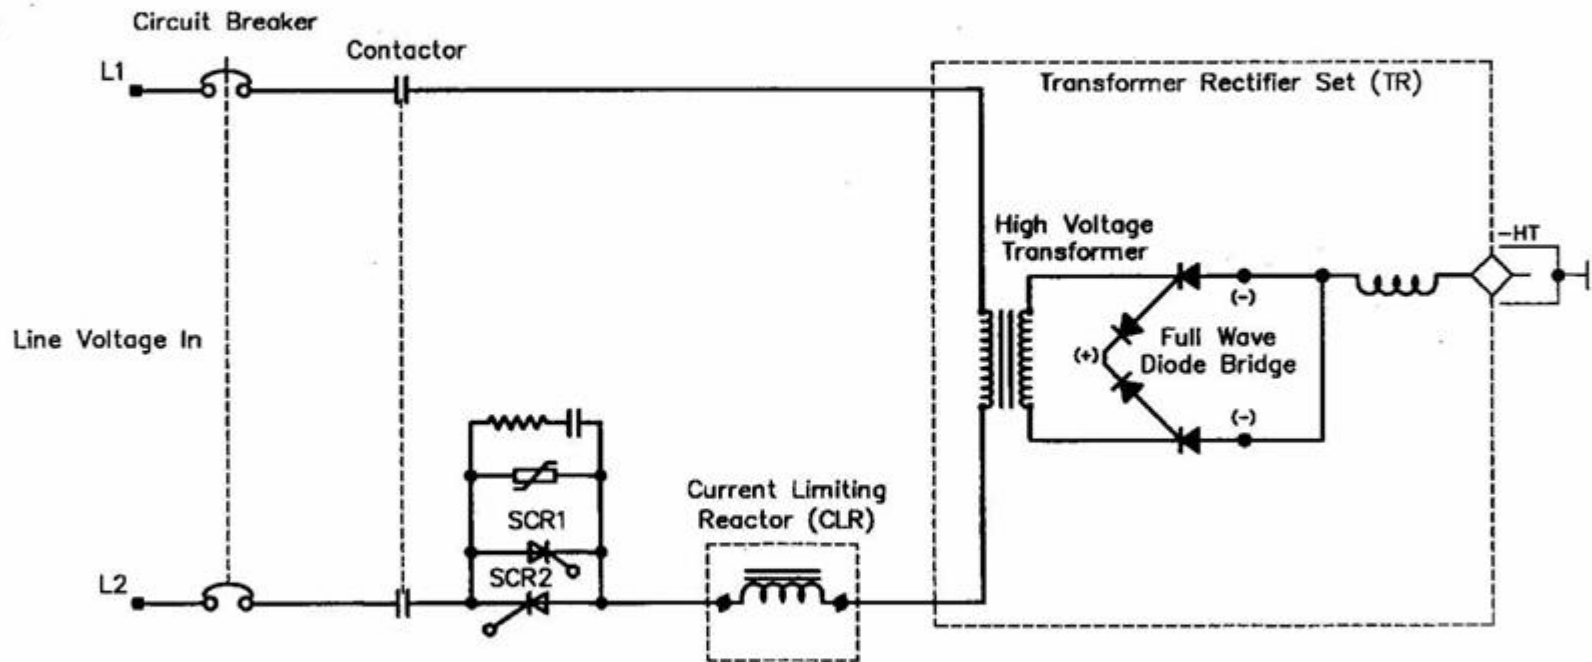 Circuit Breaker
Contactor
L1
Transformer Rectifier Set (TR)
High Voltage
Transformer
-HT
(-)
Line Voltage In
(+)
Full Wave
Diode Bridge
(-)
Current Limiting
Reactor (CLR)
SCR1
SCR2
L2